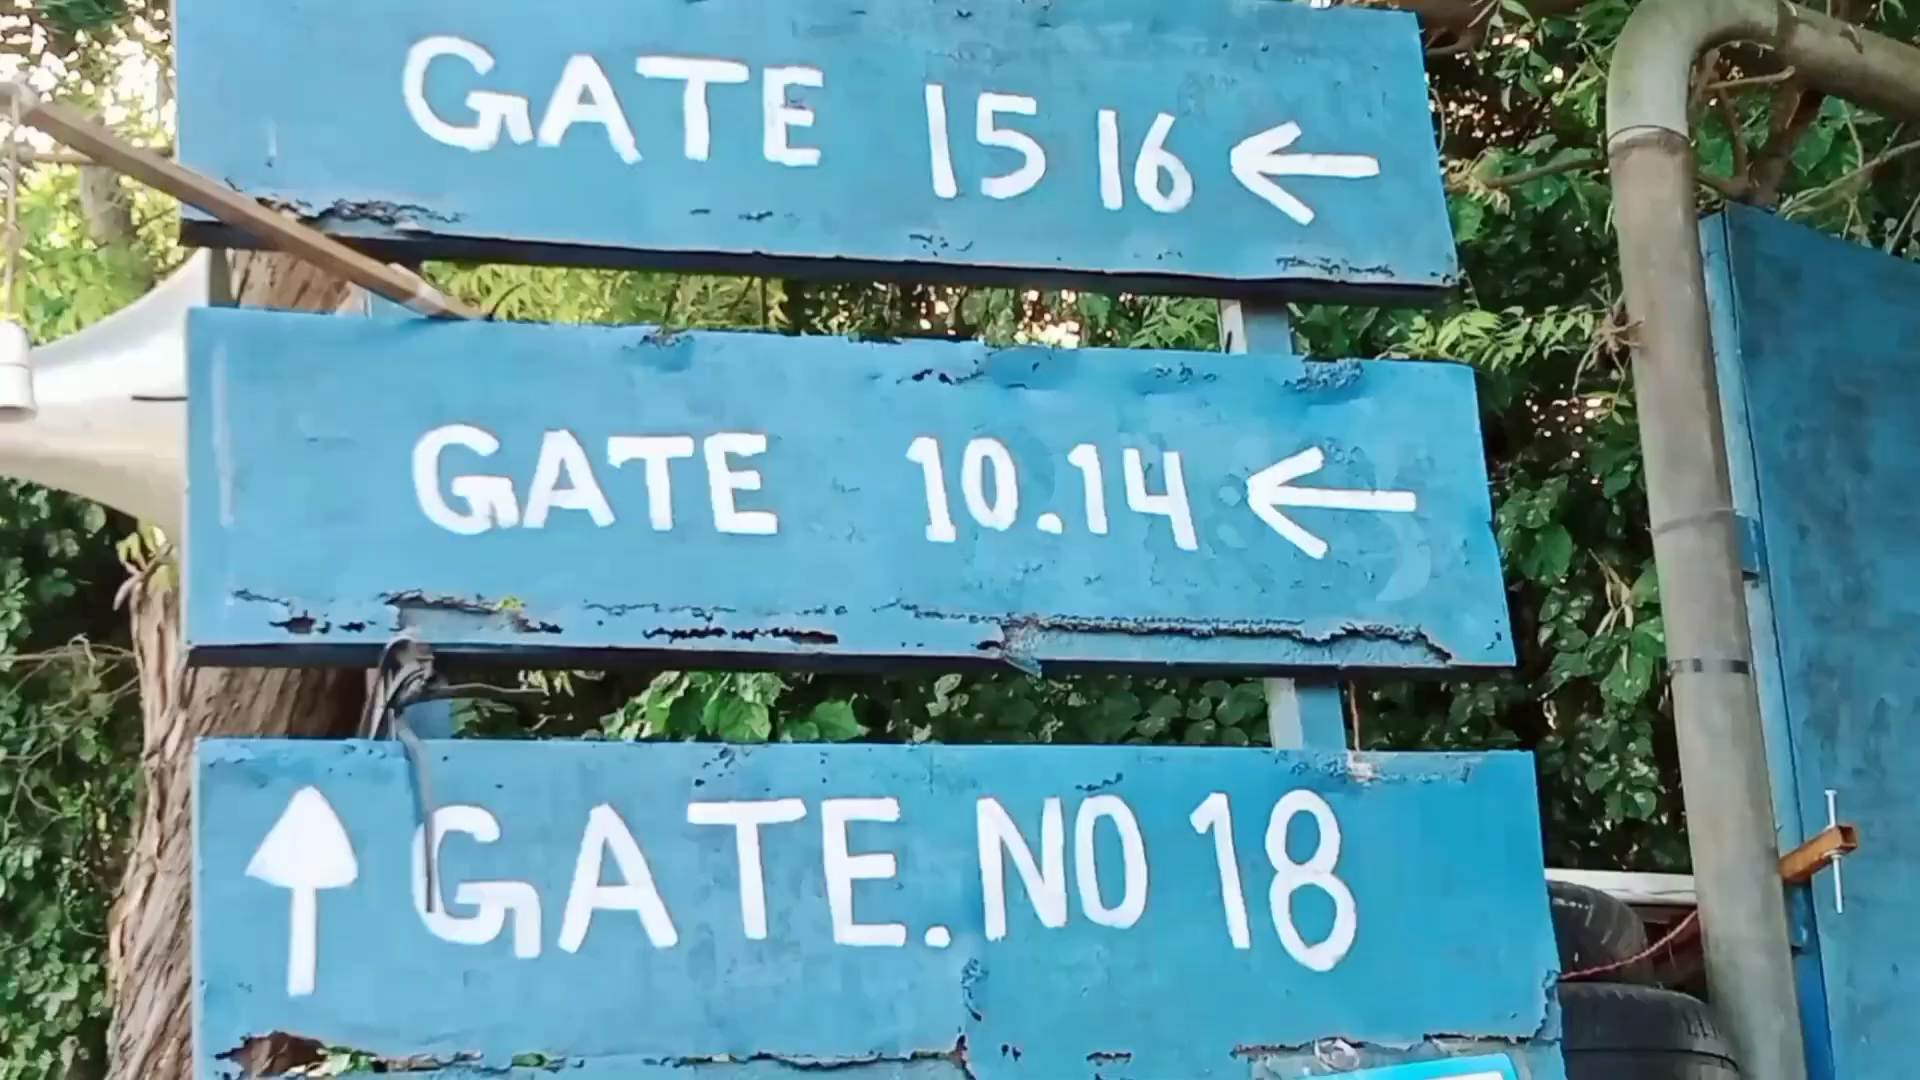 GATE 15 16 ←
GATE 10.14 ←
↑ GATE.NO 18